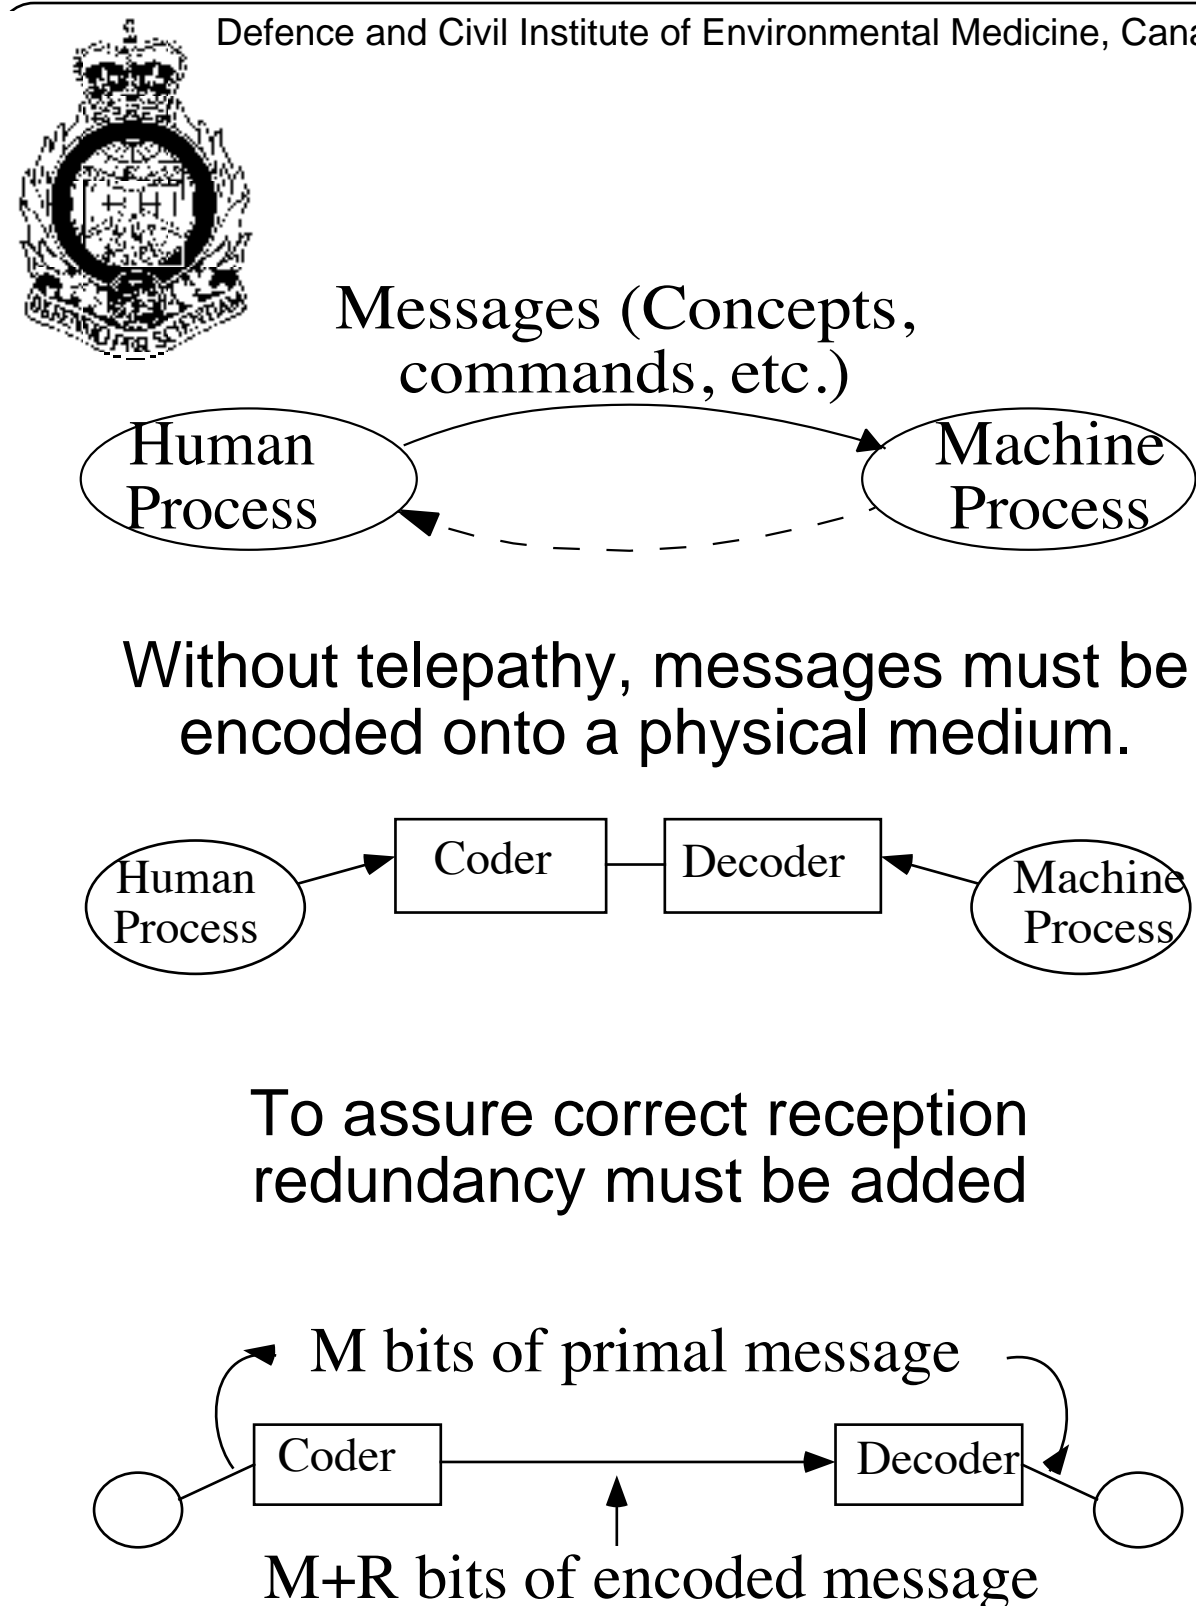 Defence and Civil Institute of Environmental Medicine,
Messages (Concepts,
commands, etc.)
Human
Process
Machine
Process
Without telepathy, messages must be
encoded onto a physical medium.
Human
Process
Coder
Decoder
Machine
Process
To assure correct reception
redundancy must be added
M bits of primal message
Coder
Decoder
M+R bits of encoded message